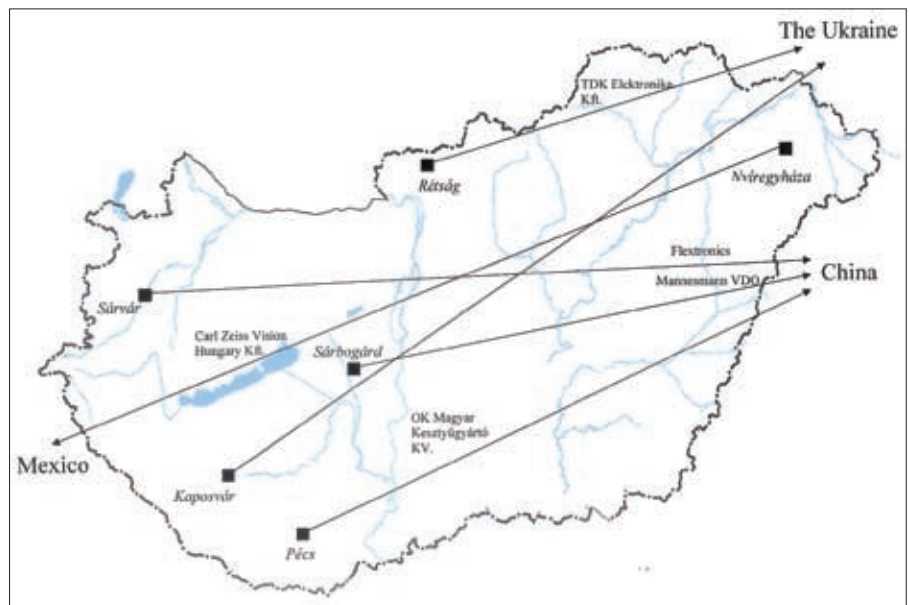 The Ukraine
TDK Elektronika
Kft.
Rétság
Nyíregyháza
Flextronics
China
Mannesmann VDO
Sárvár
Carl Zeiss Vision
Hungary Kft.
Sárbogárd
OK Magyar
Kesztyűgyártó
KV.
Mexico
Kaposvár
Pécs